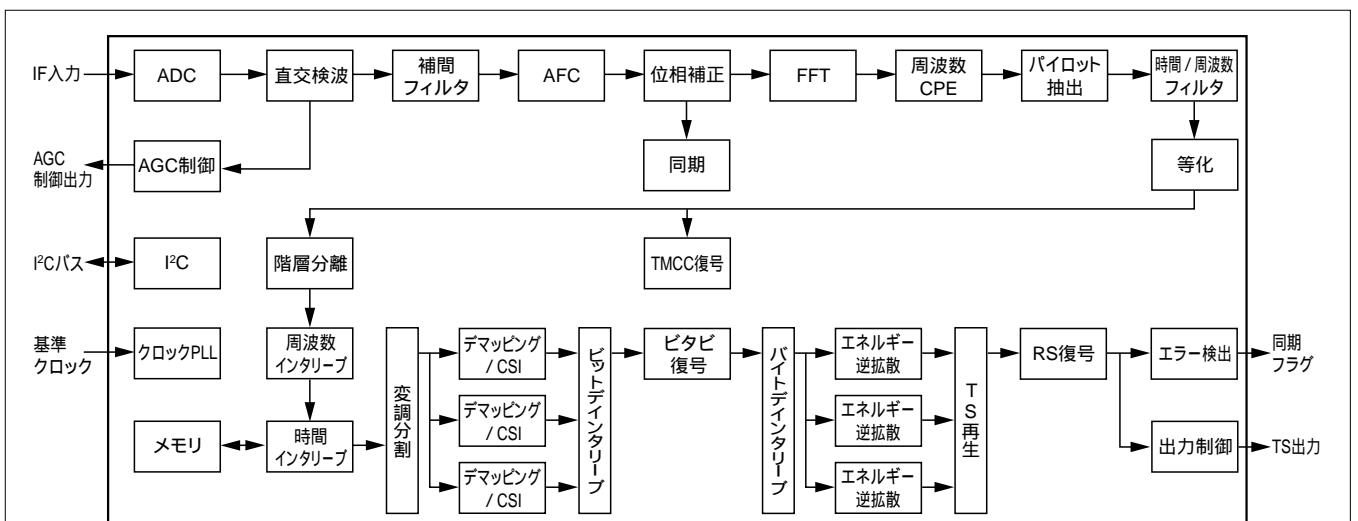 IF入力
ADC
直交検波
補間
フィルタ
AFC
位相補正
FFT
周波数
CPE
パイロット
抽出
時間/周波数
フィルタ
AGC
制御出力
AGC制御
同期
等化
I²Cバス
I²C
階層分離
TMCC復号
基準
クロック
クロックPLL
周波数
インタリーブ
変調分割
デマッピング
/ CSI
ビットデインタリーブ
ビタビ
復号
バイトデインタリーブ
エネルギー
逆拡散
TS再生
RS復号
エラー検出
同期
フラグ
メモリ
時間
インタリーブ
デマッピング
/ CSI
エネルギー
逆拡散
出力制御
TS出力
デマッピング
/ CSI
エネルギー
逆拡散